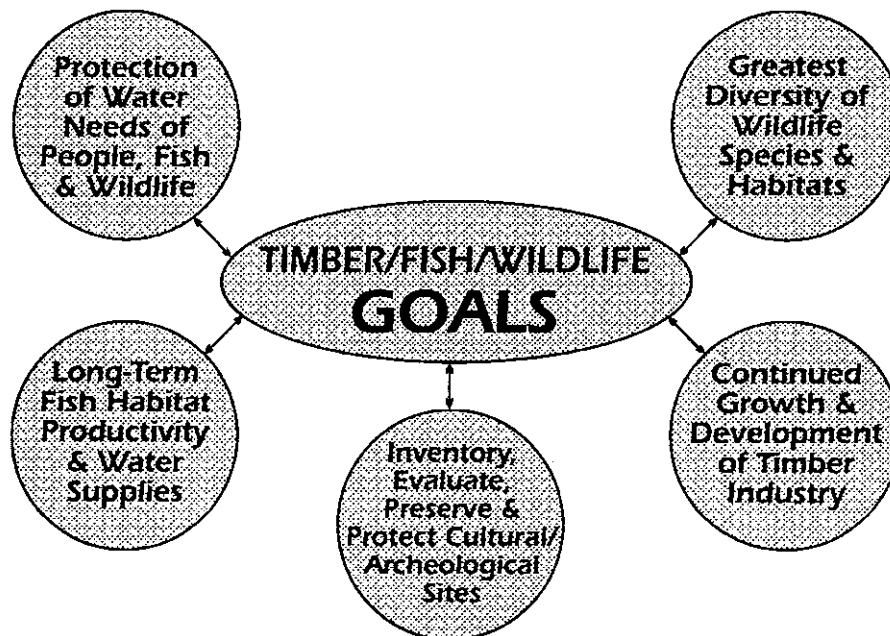 Protection
of Water
Needs of
People, Fish
& Wildlife
Greatest
Diversity of
Wildlife
Species &
Habitats
TIMBER/FISH/WILDLIFE
GOALS
Long-Term
Fish Habitat
Productivity
& Water
Supplies
Inventory,
Evaluate,
Preserve &
Protect Cultural/
Archeological
Sites
Continued
Growth &
Development
of Timber
Industry